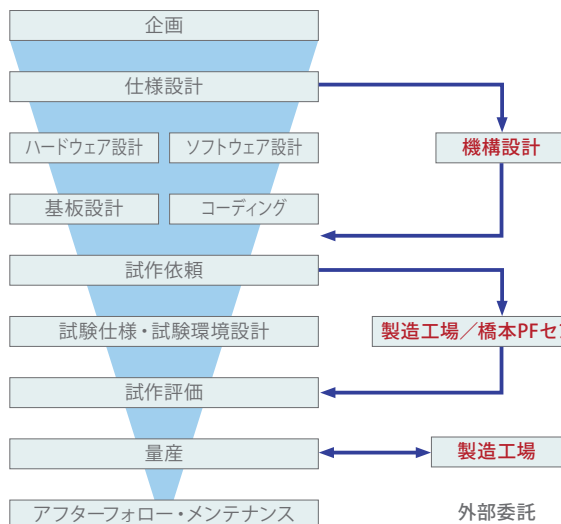 企画
仕様設計
ハードウェア設計 ソフトウェア設計 機構設計
基板設計 コーディング
試作依頼
試験仕様・試験環境設計 製造工場／橋本PFセ
試作評価
量産 製造工場
アフターフォロー・メンテナンス 外部委託